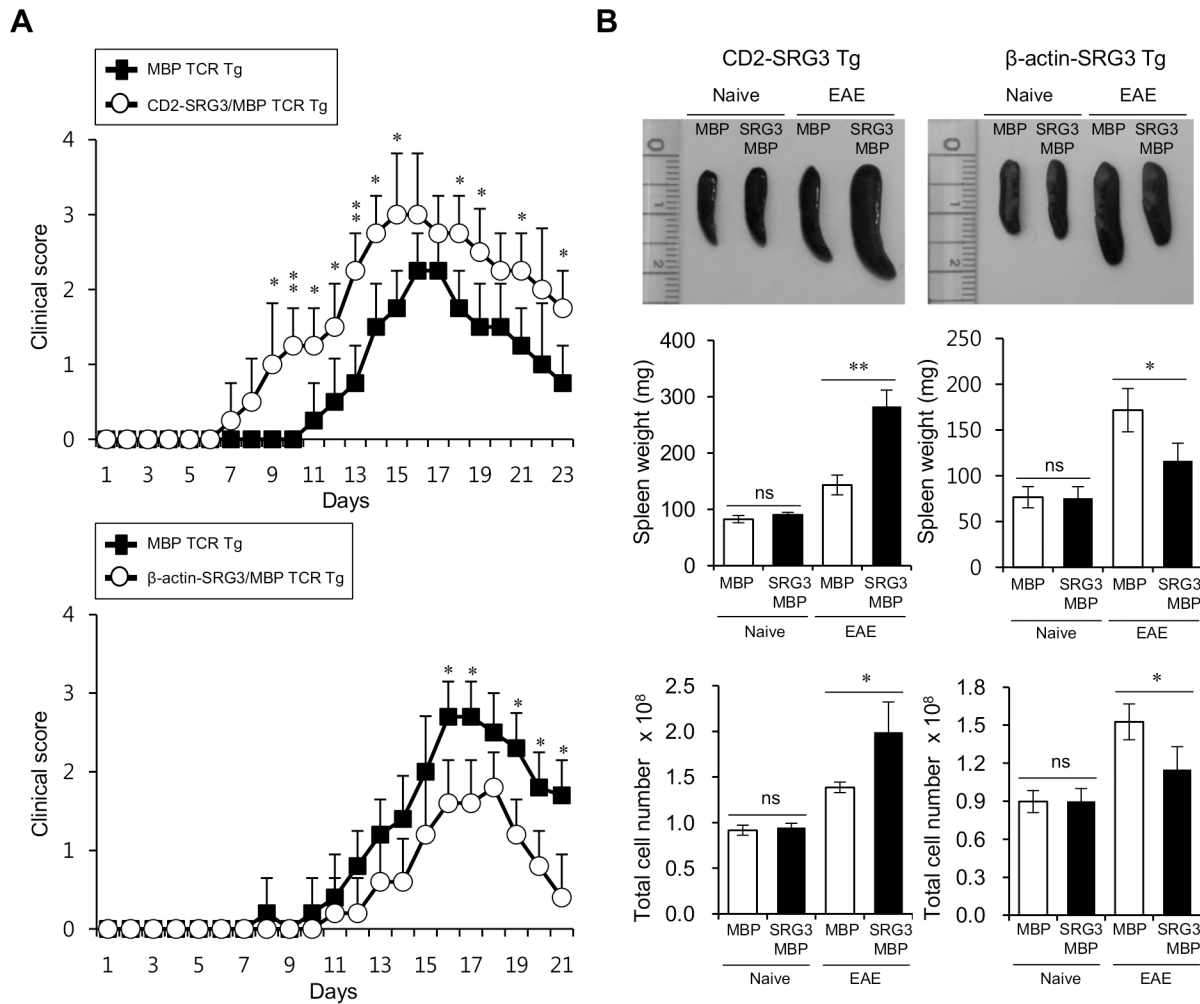 A
MBP TCR Tg
CD2-SRG3/MBP TCR Tg
Clinical score
4
3
2
1
0
* ** * * ** * * * * * *
1 3 5 7 9 11 13 15 17 19 21 23
Days
MBP TCR Tg
β-actin-SRG3/MBP TCR Tg
Clinical score
4
3
2
1
0
* * * * *
1 3 5 7 9 11 13 15 17 19 21
Days
B
CD2-SRG3 Tg
Naive EAE
MBP SRG3 MBP SRG3
MBP MBP
0
1
2
β-actin-SRG3 Tg
Naive EAE
MBP SRG3 MBP SRG3
MBP MBP
0
1
2
Spleen weight (mg)
400
300
200
100
0
ns **
MBP SRG3 MBP SRG3
MBP MBP
Naive EAE
Spleen weight (mg)
250
200
150
100
50
0
ns *
MBP SRG3 MBP SRG3
MBP MBP
Naive EAE
Total cell number x 10⁸
2.5
2.0
1.5
1.0
0.5
0.0
ns *
MBP SRG3 MBP SRG3
MBP MBP
Naive EAE
Total cell number x 10⁸
1.8
1.5
1.2
0.9
0.6
0.3
0.0
ns *
MBP SRG3 MBP SRG3
MBP MBP
Naive EAE